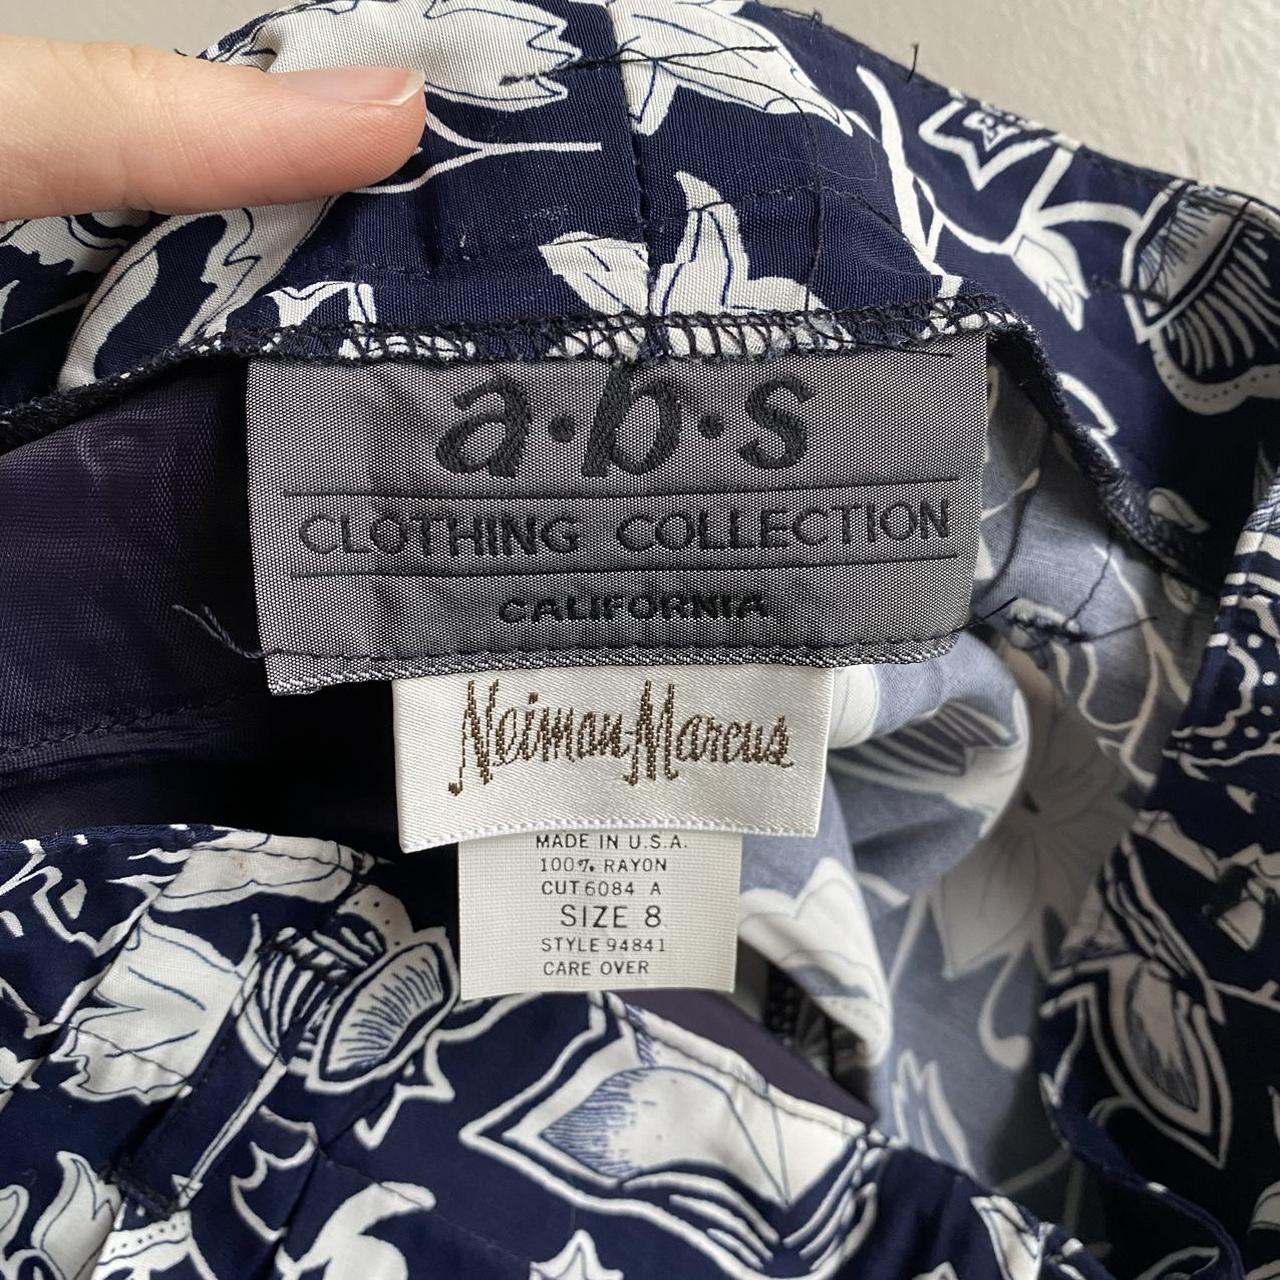 a·b·s
CLOTHING COLLECTION
CALIFORNIA
Neiman-Marcus
MADE IN U.S.A.
100% RAYON
CUT 6084 A
SIZE 8
STYLE 94841
CARE OVER